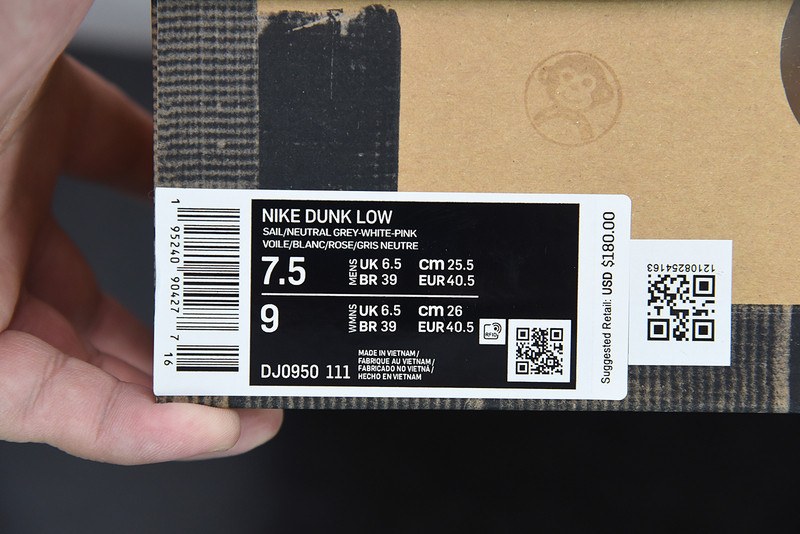 NIKE DUNK LOW
SAIL/NEUTRAL GREY-WHITE-PINK
VOILE/BLANC/ROSE/GRIS NEUTRE
7.5 MENS UK 6.5 cm 25.5
BR 39 EUR 40.5
9 WMNS UK 6.5 cm 26
BR 39 EUR 40.5
RFID
DJ0950 111
MADE IN VIETNAM /
FABRIQUE AU VIETNAM /
FABRICADO NO VIETNÃ /
HECHO EN VIETNAM
1 95240 90427 7 16
Suggested Retail: USD $180.00
12108254163